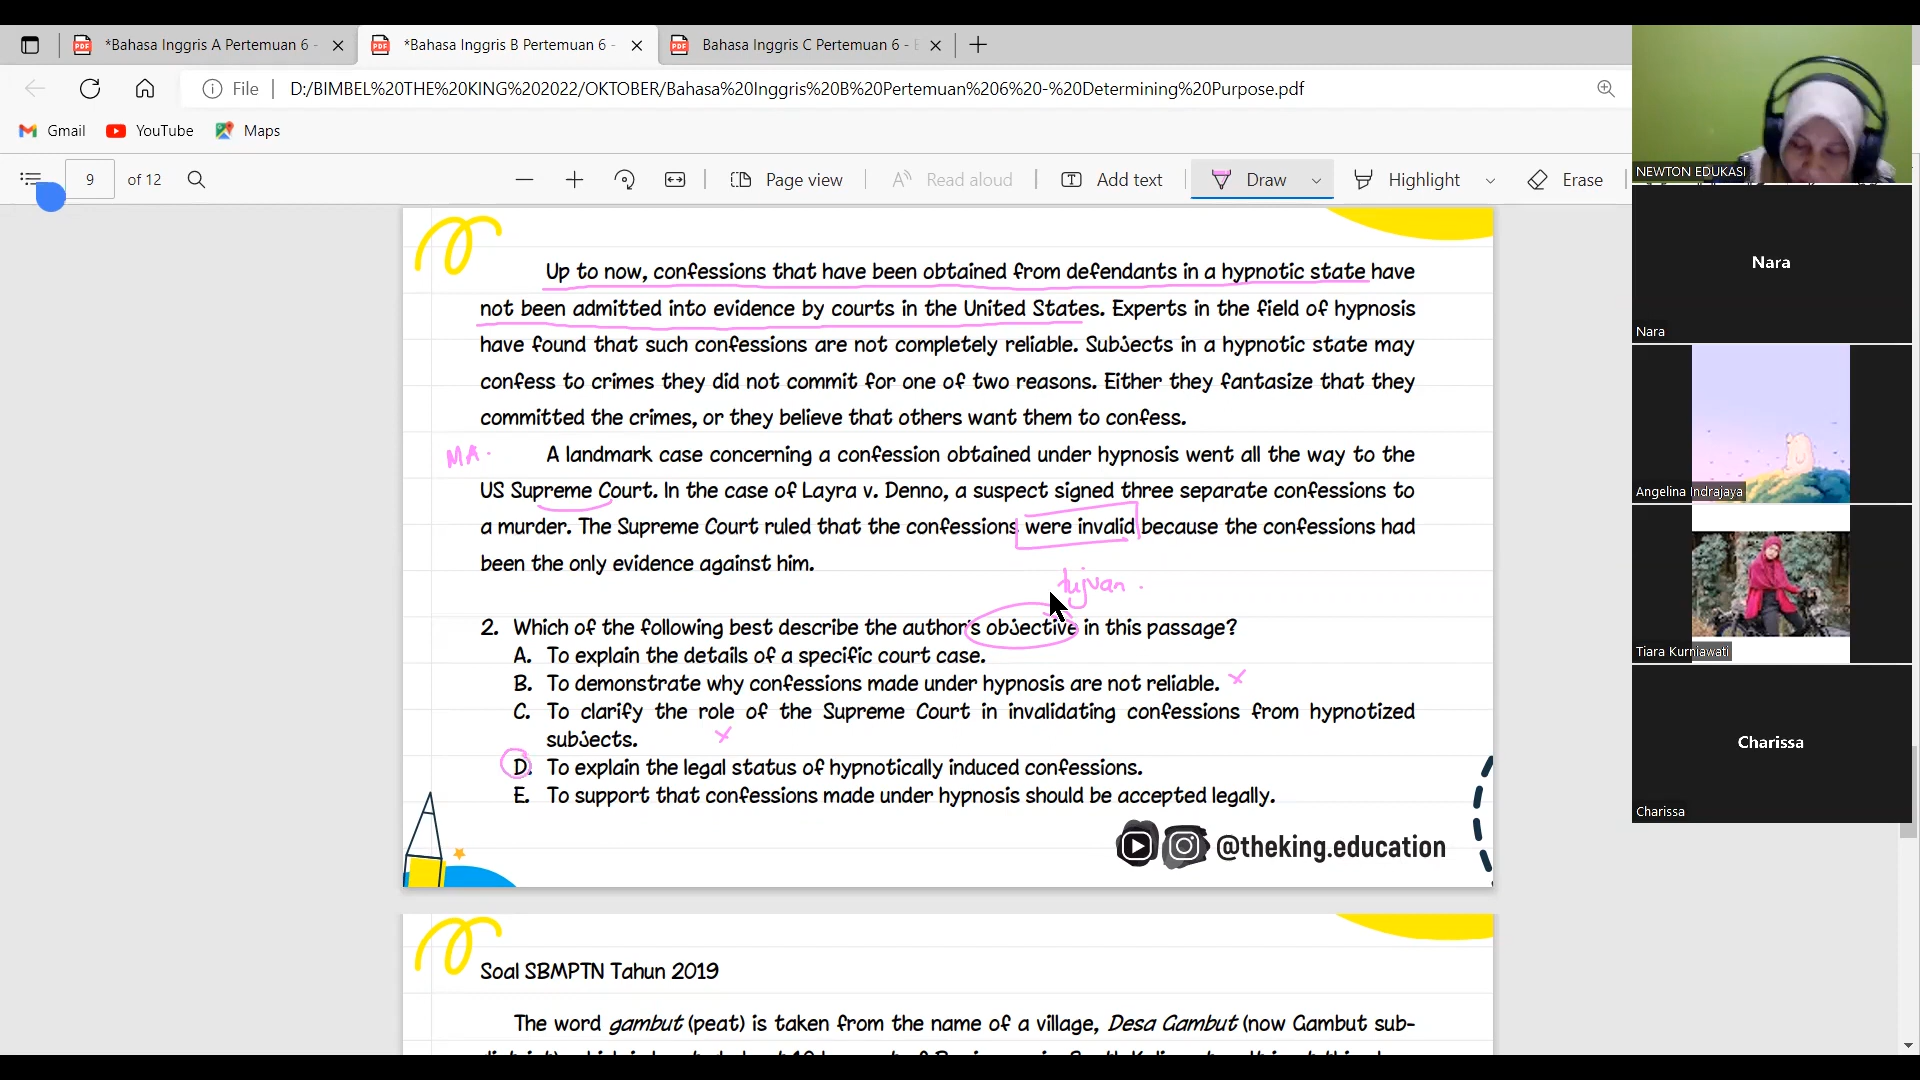 *Bahasa Inggris A Pertemuan 6 -
*Bahasa Inggris B Pertemuan 6 -
Bahasa Inggris C Pertemuan 6 -
File
D:/BIMBEL%20THE%20KING%202022/OKTOBER/Bahasa%20Inggris%20B%20Pertemuan%206%20-%20Determining%20Purpose.pdf
Gmail YouTube Maps
9 of 12 Page view Read aloud Add text Draw Highlight Erase
Up to now, confessions that have been obtained from defendants in a hypnotic state have
not been admitted into evidence by courts in the United States. Experts in the field of hypnosis
have found that such confessions are not completely reliable. Subjects in a hypnotic state may
confess to crimes they did not commit for one of two reasons. Either they fantasize that they
committed the crimes, or they believe that others want them to confess.
MA.
A landmark case concerning a confession obtained under hypnosis went all the way to the
US Supreme Court. In the case of Layra v. Denno, a suspect signed three separate confessions to
a murder. The Supreme Court ruled that the confessions were invalid because the confessions had
been the only evidence against him.
tujuan.
2. Which of the following best describe the author's objective in this passage?
A. To explain the details of a specific court case.
B. To demonstrate why confessions made under hypnosis are not reliable. x
C. To clarify the role of the Supreme Court in invalidating confessions from hypnotized
subjects. x
D. To explain the legal status of hypnotically induced confessions.
E. To support that confessions made under hypnosis should be accepted legally.
@theking.education
Soal SBMPTN Tahun 2019
The word gambut (peat) is taken from the name of a village, Desa Gambut (now Gambut sub-
NEWTON EDUKASI
Nara
Nara
Angelina Indrajaya
Tiara Kurniawati
Charissa
Charissa